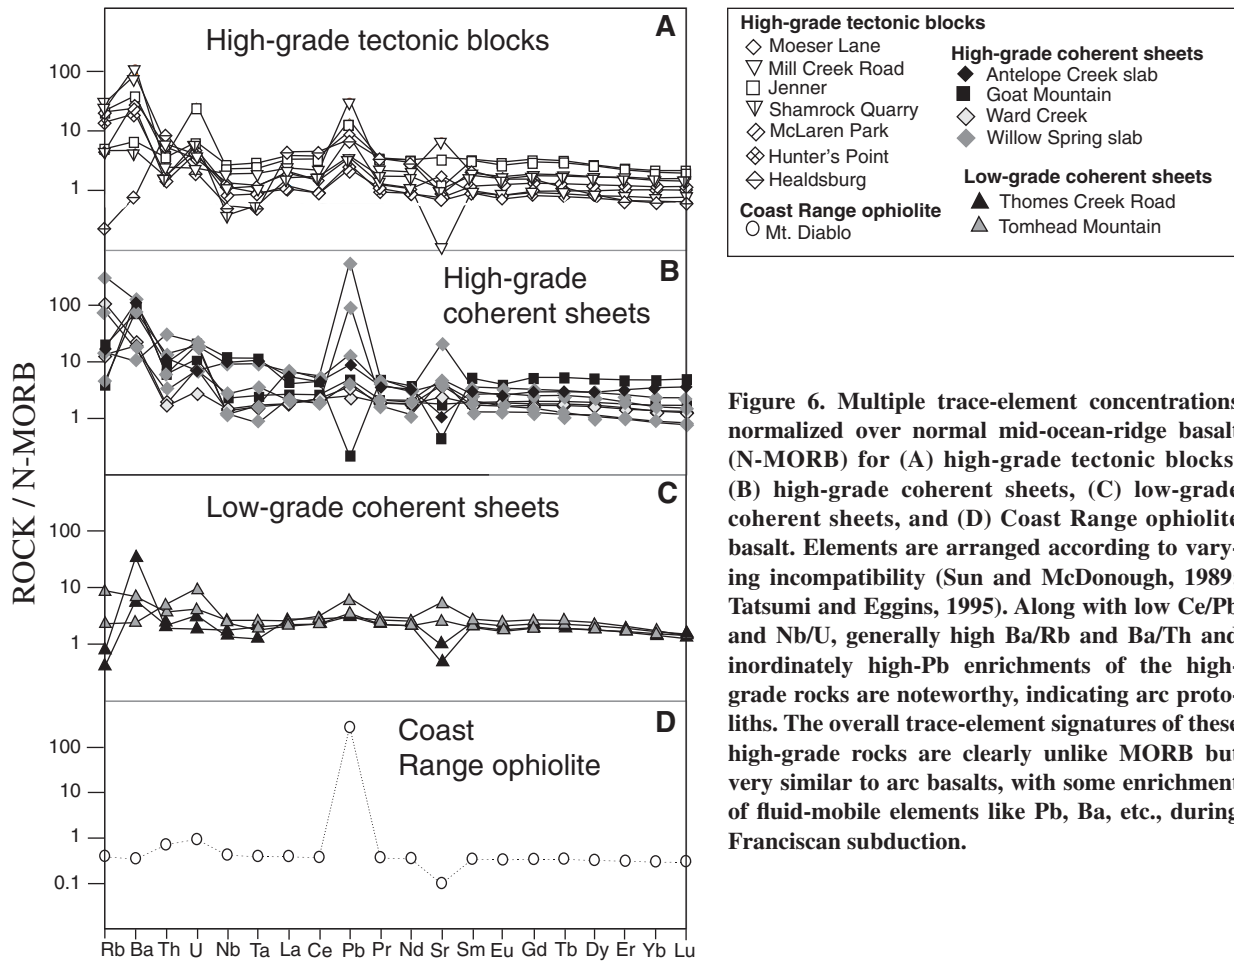 A
High-grade tectonic blocks
100
10
1
B
High-grade
coherent sheets
100
10
1
C
Low-grade coherent sheets
100
10
1
D
Coast
Range ophiolite
100
10
1
0.1
ROCK / N-MORB
Rb Ba Th U Nb Ta La Ce Pb Pr Nd Sr Sm Eu Gd Tb Dy Er Yb Lu
High-grade tectonic blocks
Moeser Lane
Mill Creek Road
Jenner
Shamrock Quarry
McLaren Park
Hunter's Point
Healdsburg
Coast Range ophiolite
Mt. Diablo
High-grade coherent sheets
Antelope Creek slab
Goat Mountain
Ward Creek
Willow Spring slab
Low-grade coherent sheets
Thomes Creek Road
Tomhead Mountain
Figure 6. Multiple trace-element concentrations
normalized over normal mid-ocean-ridge basalt
(N-MORB) for (A) high-grade tectonic blocks
(B) high-grade coherent sheets, (C) low-grade
coherent sheets, and (D) Coast Range ophiolite
basalt. Elements are arranged according to vary-
ing incompatibility (Sun and McDonough, 1989;
Tatsumi and Eggins, 1995). Along with low Ce/Pb
and Nb/U, generally high Ba/Rb and Ba/Th and
inordinately high-Pb enrichments of the high-
grade rocks are noteworthy, indicating arc proto-
liths. The overall trace-element signatures of these
high-grade rocks are clearly unlike MORB but
very similar to arc basalts, with some enrichment
of fluid-mobile elements like Pb, Ba, etc., during
Franciscan subduction.